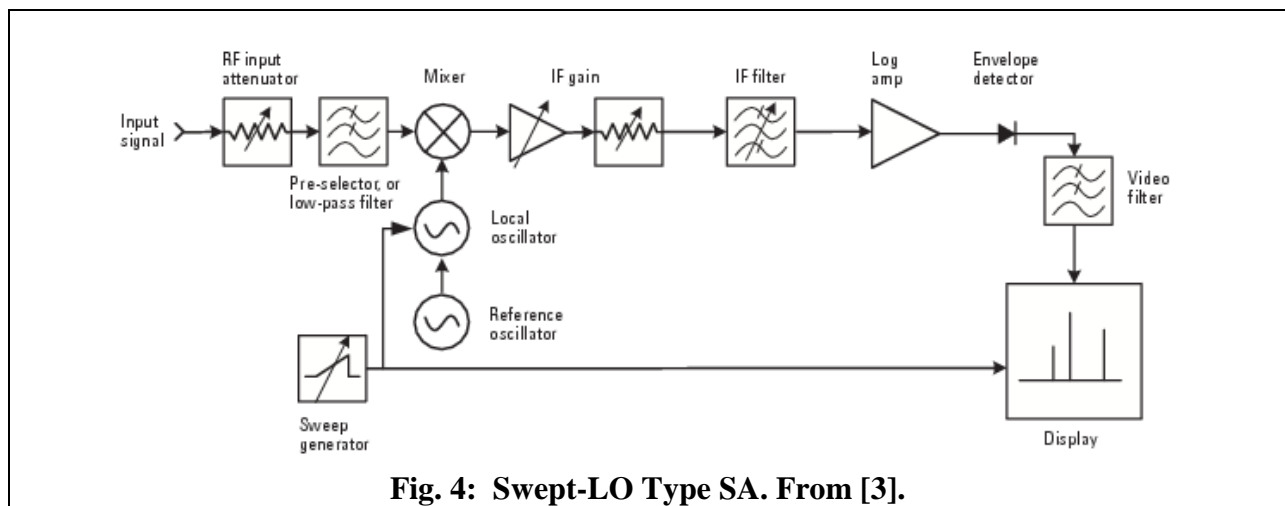 RF input
attenuator
Mixer
IF gain
IF filter
Log
amp
Envelope
detector
Input
signal
Pre-selector, or
low-pass filter
Local
oscillator
Video
filter
Reference
oscillator
Sweep
generator
Display
Fig. 4: Swept-LO Type SA. From [3].